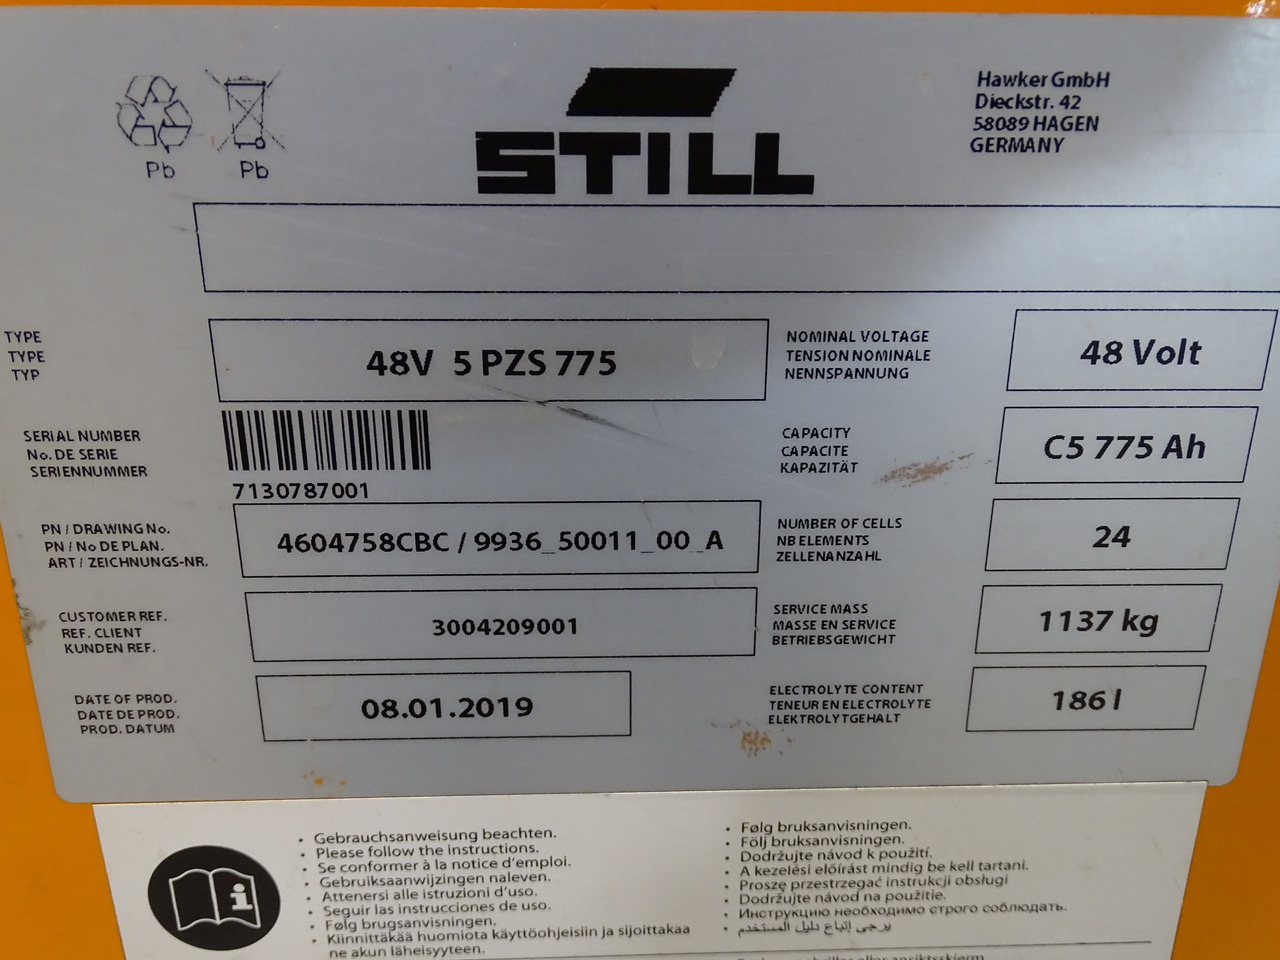 Pb
Pb
STILL
Hawker GmbH
Dieckstr. 42
58089 HAGEN
GERMANY
TYPE
TYPE
TYP
48V 5 PZS 775
NOMINAL VOLTAGE
TENSION NOMINALE
NENNSPANNUNG
48 Volt
SERIAL NUMBER
No. DE SERIE
SERIENNUMMER
7130787001
CAPACITY
CAPACITE
KAPAZITÄT
C5 775 Ah
PN / DRAWING No.
PN / No DE PLAN.
ART / ZEICHNUNGS-NR.
4604758CBC / 9936_50011_00_A
NUMBER OF CELLS
NB ELEMENTS
ZELLENANZAHL
24
CUSTOMER REF.
REF. CLIENT
KUNDEN REF.
3004209001
SERVICE MASS
MASSE EN SERVICE
BETRIEBSGEWICHT
1137 kg
DATE OF PROD.
DATE DE PROD.
PROD. DATUM
08.01.2019
ELECTROLYTE CONTENT
TENEUR EN ELECTROLYTE
ELEKTROLYTGEHALT
186 l
• Gebrauchsanweisung beachten.
• Please follow the instructions.
• Se conformer à la notice d'emploi.
• Gebruiksaanwijzingen naleven.
• Attenersi alle istruzioni d'uso.
• Seguir las instrucciones de uso.
• Følg brugsanvisningen.
• Kiinnittäkää huomiota käyttöohjeisiin ja sijoittakaa
ne akun läheisyyteen.
• Følg bruksanvisningen.
• Följ bruksanvisningen.
• Dodržujte návod k použití.
• A kezelési előírást mindig be kell tartani.
• Proszę przestrzegać instrukcji obsługi
• Dodržujte návod na použitie.
• Инструкцию необходимо строго соблюдать.
• يرجى إتباع دليل المستخدم